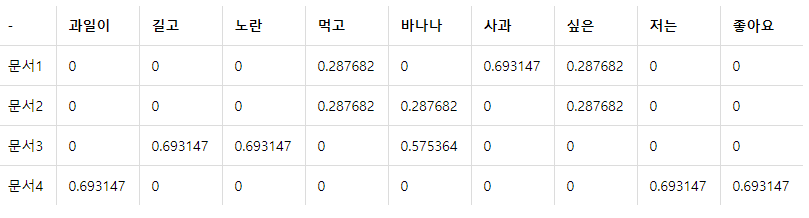 - 과일이 길고 노란 먹고 바나나 사과 싶은 저는 좋아요
문서1 0 0 0 0.287682 0 0.693147 0.287682 0 0
문서2 0 0 0 0.287682 0.287682 0 0.287682 0 0
문서3 0 0.693147 0.693147 0 0.575364 0 0 0 0
문서4 0.693147 0 0 0 0 0 0 0.693147 0.693147